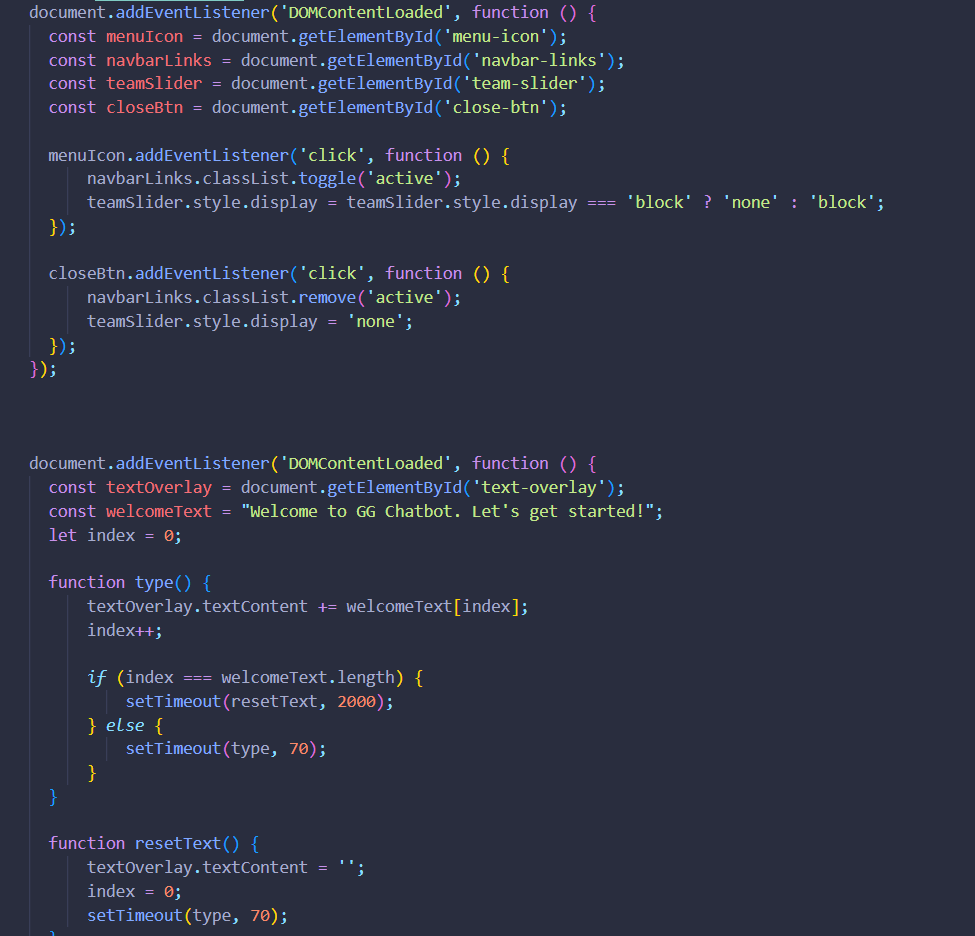 document.addEventListener('DOMContentLoaded', function () {
  const menuIcon = document.getElementById('menu-icon');
  const navbarLinks = document.getElementById('navbar-links');
  const teamSlider = document.getElementById('team-slider');
  const closeBtn = document.getElementById('close-btn');

  menuIcon.addEventListener('click', function () {
      navbarLinks.classList.toggle('active');
      teamSlider.style.display = teamSlider.style.display === 'block' ? 'none' : 'block';
  });

  closeBtn.addEventListener('click', function () {
      navbarLinks.classList.remove('active');
      teamSlider.style.display = 'none';
  });
});

document.addEventListener('DOMContentLoaded', function () {
  const textOverlay = document.getElementById('text-overlay');
  const welcomeText = "Welcome to GG Chatbot. Let's get started!";
  let index = 0;

  function type() {
      textOverlay.textContent += welcomeText[index];
      index++;

      if (index === welcomeText.length) {
          setTimeout(resetText, 2000);
      } else {
          setTimeout(type, 70);
      }
  }

  function resetText() {
      textOverlay.textContent = '';
      index = 0;
      setTimeout(type, 70);
  }